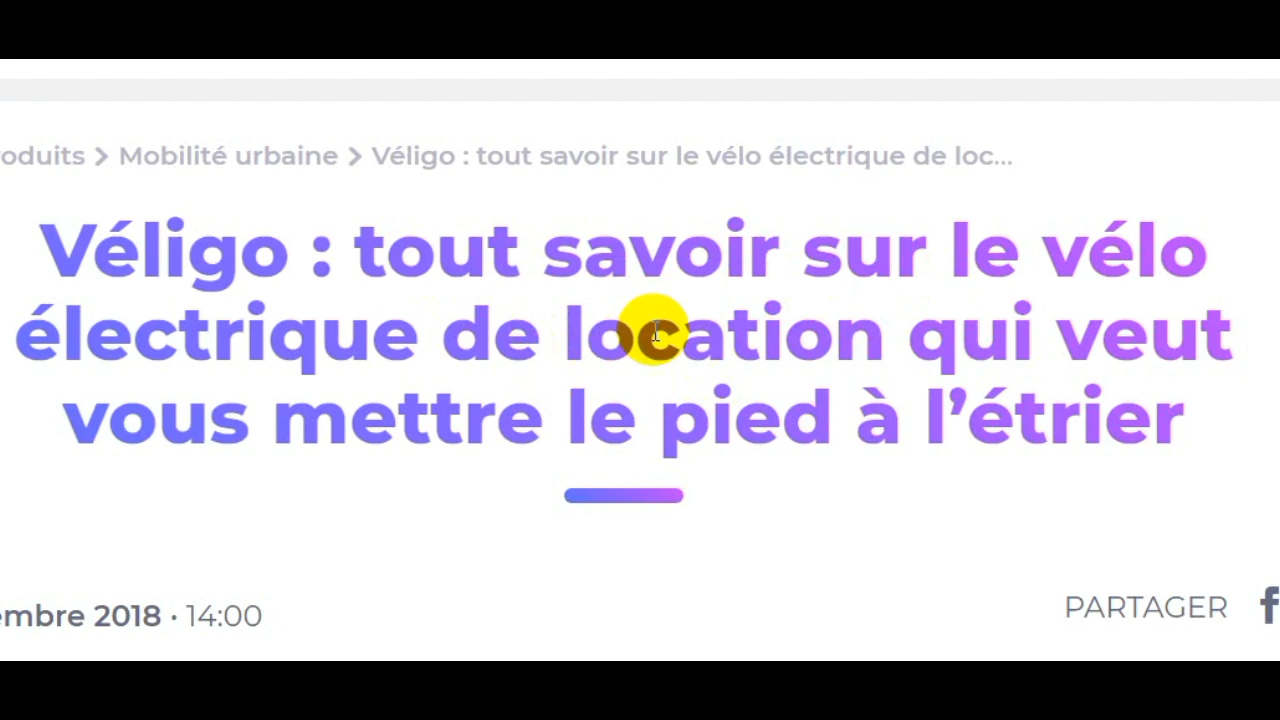 oduits > Mobilité urbaine > Véligo : tout savoir sur le vélo électrique de loc...
Véligo : tout savoir sur le vélo
électrique de location qui veut
vous mettre le pied à l’étrier
embre 2018 · 14:00
PARTAGER f